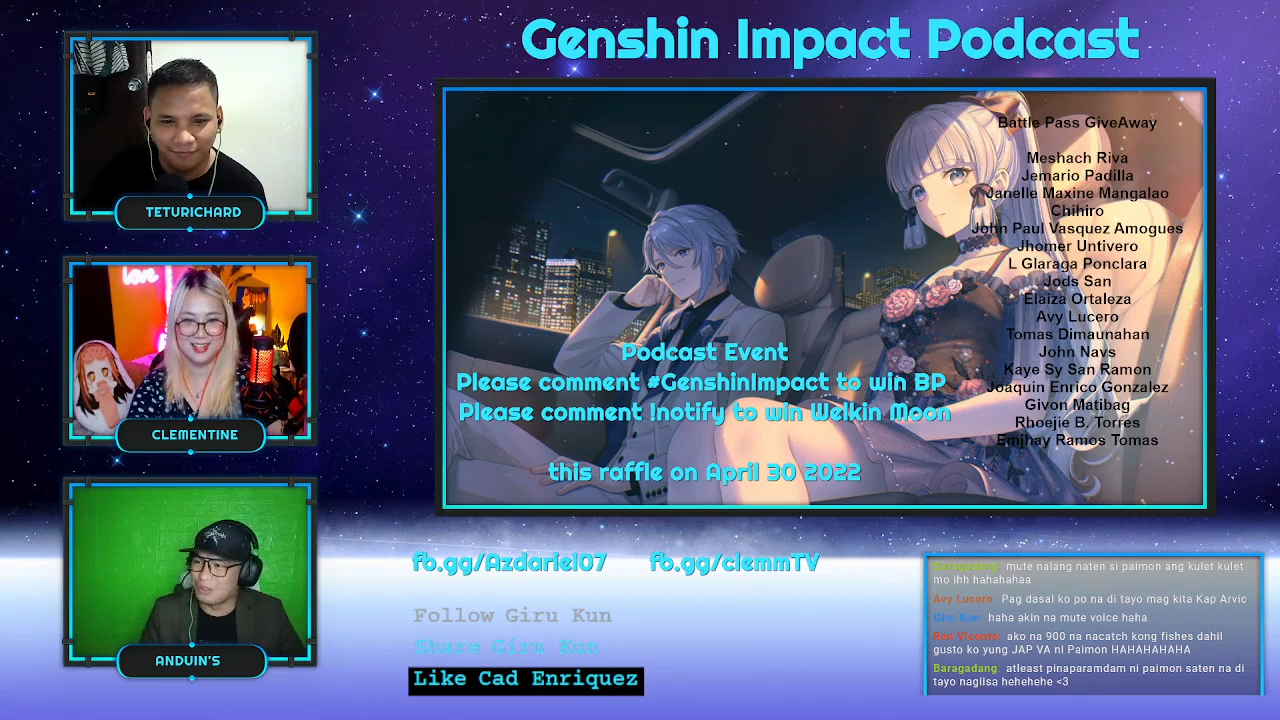 Genshin Impact Podcast
TETURICHARD
love
CLEMENTINE
ANDUIN'S
Battle Pass GiveAway
Meshach Riva
Jemario Padilla
Janelle Maxine Mangalao
Chihiro
John Paul Vasquez Amogues
Jhomer Untivero
L Glaraga Ponclara
Jods San
Elaiza Ortaleza
Avy Lucero
Tomas Dimaunahan
John Navs
Kaye Sy San Ramon
Joaquin Enrico Gonzalez
Givon Matibag
Rhoejie B. Torres
Emjhay Ramos Tomas
Podcast Event
Please comment #GenshinImpact to win BP
Please comment !notify to win Welkin Moon
this raffle on April 30 2022
fb.gg/Azdariel07 fb.gg/clemmTV
Follow Giru Kun
Share Giru Kun
Like Cad Enriquez
Baragadang: mute nalang naten si paimon ang kulet kulet
mo ihh hahahahaa
Avy Lucero: Pag dasal ko po na di tayo mag kita Kap Arvic
Giru Kun: haha akin na mute voice haha
Ron Vicente: ako na 900 na nacatch kong fishes dahil
gusto ko yung JAP VA ni Paimon HAHAHAHAHA
Baragadang: atleast pinaparamdam ni paimon saten na di
tayo nagiisa hehehehe <3